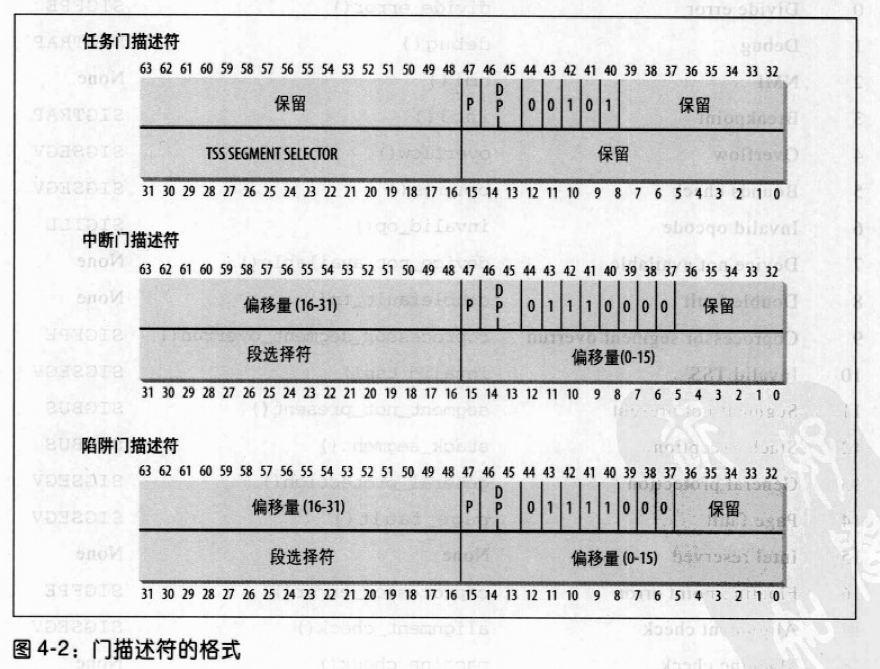 任务门描述符
63 62 61 60 59 58 57 56 55 54 53 52 51 50 49 48 47 46 45 44 43 42 41 40 39 38 37 36 35 34 33 32
保留 P DPL 0 0 1 0 1 保留
TSS SEGMENT SELECTOR 保留
31 30 29 28 27 26 25 24 23 22 21 20 19 18 17 16 15 14 13 12 11 10 9 8 7 6 5 4 3 2 1 0
中断门描述符
63 62 61 60 59 58 57 56 55 54 53 52 51 50 49 48 47 46 45 44 43 42 41 40 39 38 37 36 35 34 33 32
偏移量 (16-31) P DPL 0 1 1 1 0 0 0 0 保留
段选择符 偏移量(0-15)
31 30 29 28 27 26 25 24 23 22 21 20 19 18 17 16 15 14 13 12 11 10 9 8 7 6 5 4 3 2 1 0
陷阱门描述符
63 62 61 60 59 58 57 56 55 54 53 52 51 50 49 48 47 46 45 44 43 42 41 40 39 38 37 36 35 34 33 32
偏移量 (16-31) P DPL 0 1 1 1 1 0 0 0 保留
段选择符 偏移量 (0-15)
31 30 29 28 27 26 25 24 23 22 21 20 19 18 17 16 15 14 13 12 11 10 9 8 7 6 5 4 3 2 1 0
图 4-2：门描述符的格式